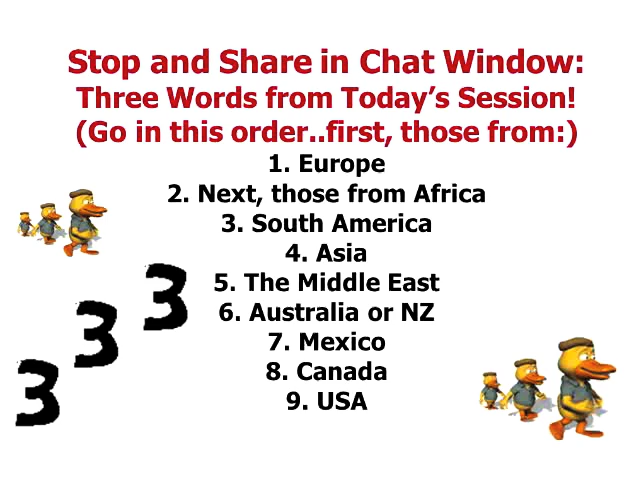 Stop and Share in Chat Window:
Three Words from Today's Session!
(Go in this order..first, those from:)
1. Europe
2. Next, those from Africa
3. South America
4. Asia
5. The Middle East
6. Australia or NZ
7. Mexico
8. Canada
9. USA
3
3
3